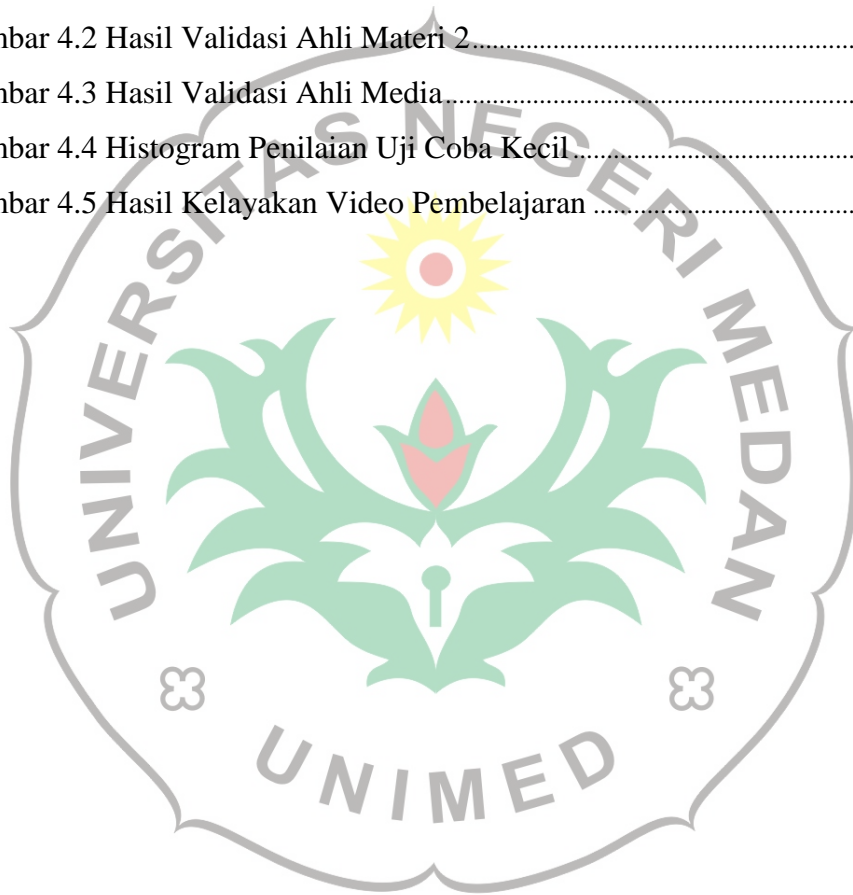 mbar 4.2 Hasil Validasi Ahli Materi 2
mbar 4.3 Hasil Validasi Ahli Media
mbar 4.4 Histogram Penilaian Uji Coba Kecil
mbar 4.5 Hasil Kelayakan Video Pembelajaran
UNIVERSITAS NEGERI MEDAN
UNIMED